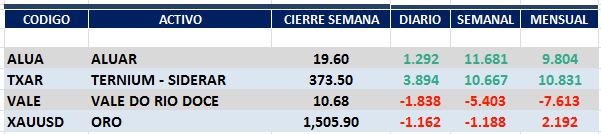 CODIGO ACTIVO CIERRE SEMANA DIARIO SEMANAL MENSUAL
ALUA ALUAR 19.60 1.292 11.681 9.804
TXAR TERNIUM - SIDERAR 373.50 3.894 10.667 10.831
VALE VALE DO RIO DOCE 10.68 -1.838 -5.403 -7.613
XAUUSD ORO 1,505.90 -1.162 -1.188 2.192